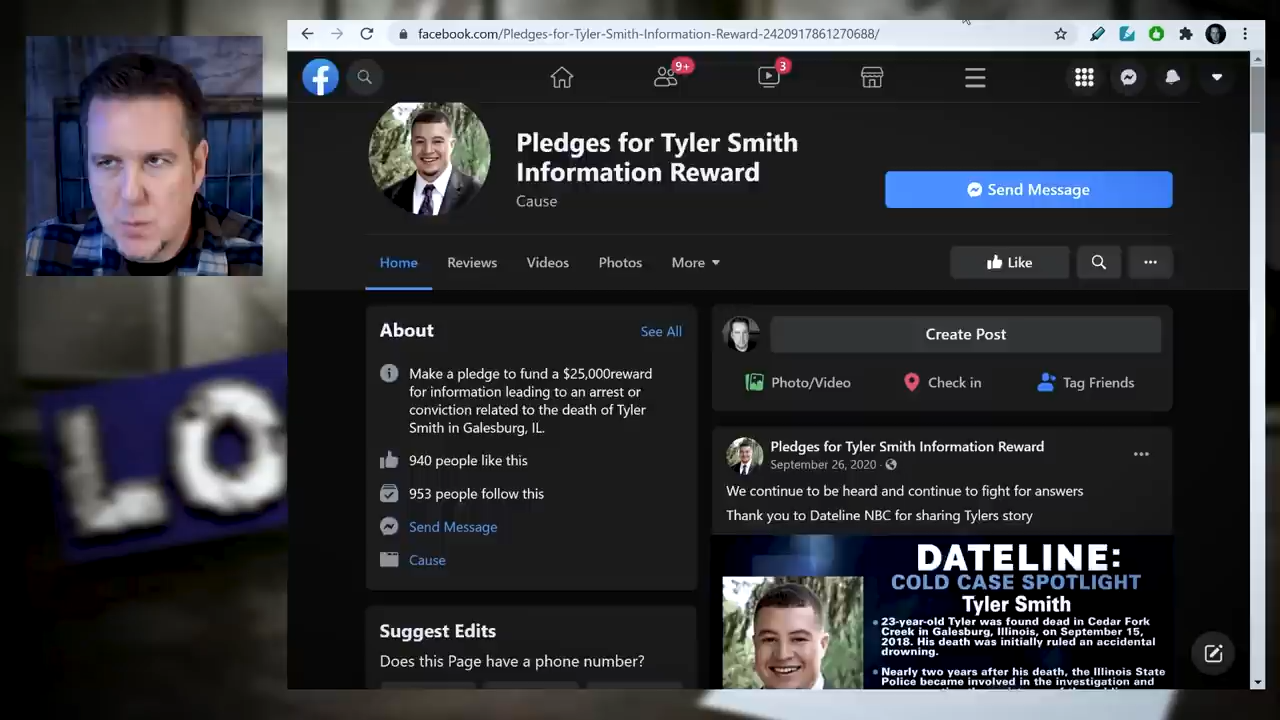 facebook.com/Pledges-for-Tyler-Smith-Information-Reward-2420917861270688/
9+
3
Pledges for Tyler Smith
Information Reward
Cause
Send Message
Home
Reviews
Videos
Photos
More
Like
About
See All
Make a pledge to fund a $25,000reward
for information leading to an arrest or
conviction related to the death of Tyler
Smith in Galesburg, IL.
940 people like this
953 people follow this
Send Message
Cause
Suggest Edits
Does this Page have a phone number?
Create Post
Photo/Video
Check in
Tag Friends
Pledges for Tyler Smith Information Reward
September 26, 2020 ·
We continue to be heard and continue to fight for answers
Thank you to Dateline NBC for sharing Tylers story
DATELINE:
COLD CASE SPOTLIGHT
Tyler Smith
• 23-year-old Tyler was found dead in Cedar Fork
Creek in Galesburg, Illinois, on September 15,
2018. His death was initially ruled an accidental
drowning.
• Nearly two years after his death, the Illinois State
Police became involved in the investigation and
LO